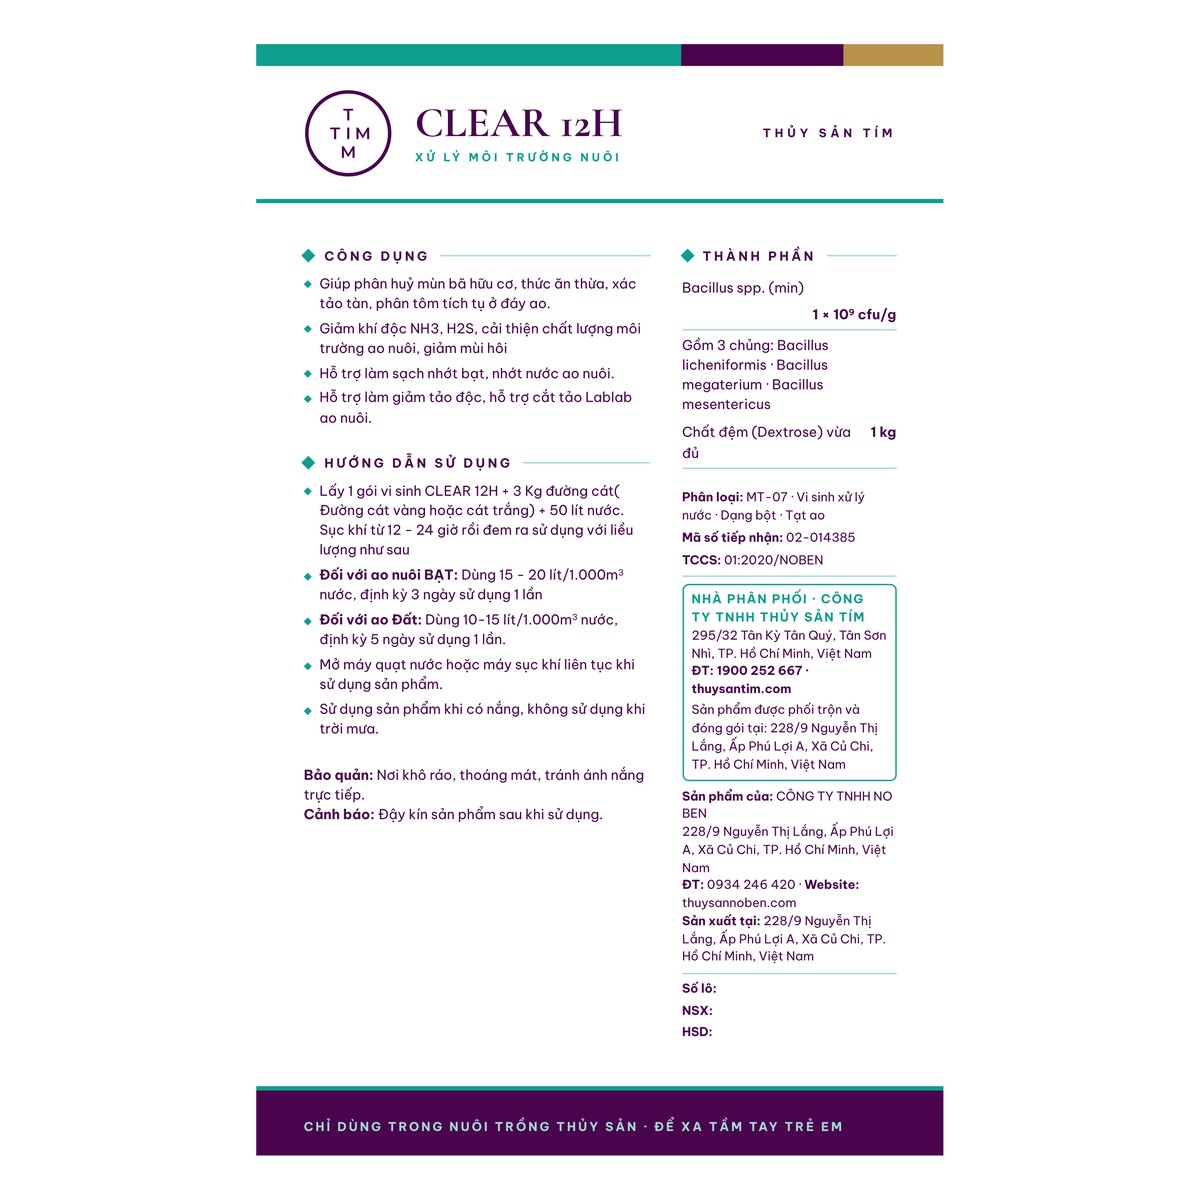 T
TIM
M
CLEAR 12H
XỬ LÝ MÔI TRƯỜNG NUÔI
THỦY SẢN TÍM
CÔNG DỤNG
Giúp phân huỷ mùn bã hữu cơ, thức ăn thừa, xác
tảo tàn, phân tôm tích tụ ở đáy ao.
Giảm khí độc NH3, H2S, cải thiện chất lượng môi
trường ao nuôi, giảm mùi hôi
Hỗ trợ làm sạch nhớt bạt, nhớt nước ao nuôi.
Hỗ trợ làm giảm tảo độc, hỗ trợ cắt tảo Lablab
ao nuôi.
HƯỚNG DẪN SỬ DỤNG
Lấy 1 gói vi sinh CLEAR 12H + 3 Kg đường cát(
Đường cát vàng hoặc cát trắng) + 50 lít nước.
Sục khí từ 12 - 24 giờ rồi đem ra sử dụng với liều
lượng như sau
Đối với ao nuôi BẠT: Dùng 15 - 20 lít/1.000m³
nước, định kỳ 3 ngày sử dụng 1 lần
Đối với ao Đất: Dùng 10-15 lít/1.000m³ nước,
định kỳ 5 ngày sử dụng 1 lần.
Mở máy quạt nước hoặc máy sục khí liên tục khi
sử dụng sản phẩm.
Sử dụng sản phẩm khi có nắng, không sử dụng khi
trời mưa.
Bảo quản: Nơi khô ráo, thoáng mát, tránh ánh nắng
trực tiếp.
Cảnh báo: Đậy kín sản phẩm sau khi sử dụng.
THÀNH PHẦN
Bacillus spp. (min)
1 × 10⁹ cfu/g
Gồm 3 chủng: Bacillus
licheniformis · Bacillus
megaterium · Bacillus
mesentericus
Chất đệm (Dextrose) vừa 1 kg
đủ
Phân loại: MT-07 · Vi sinh xử lý
nước · Dạng bột · Tạt ao
Mã số tiếp nhận: 02-014385
TCCS: 01:2020/NOBEN
NHÀ PHÂN PHỐI · CÔNG
TY TNHH THỦY SẢN TÍM
295/32 Tân Kỳ Tân Quý, Tân Sơn
Nhì, TP. Hồ Chí Minh, Việt Nam
ĐT: 1900 252 667 ·
thuysantim.com
Sản phẩm được phối trộn và
đóng gói tại: 228/9 Nguyễn Thị
Lắng, Ấp Phú Lợi A, Xã Củ Chi,
TP. Hồ Chí Minh, Việt Nam
Sản phẩm của: CÔNG TY TNHH NO
BEN
228/9 Nguyễn Thị Lắng, Ấp Phú Lợi
A, Xã Củ Chi, TP. Hồ Chí Minh, Việt
Nam
ĐT: 0934 246 420 · Website:
thuysannoben.com
Sản xuất tại: 228/9 Nguyễn Thị
Lắng, Ấp Phú Lợi A, Xã Củ Chi, TP.
Hồ Chí Minh, Việt Nam
Số lô:
NSX:
HSD:
CHỈ DÙNG TRONG NUÔI TRỒNG THỦY SẢN · ĐỂ XA TẦM TAY TRẺ EM